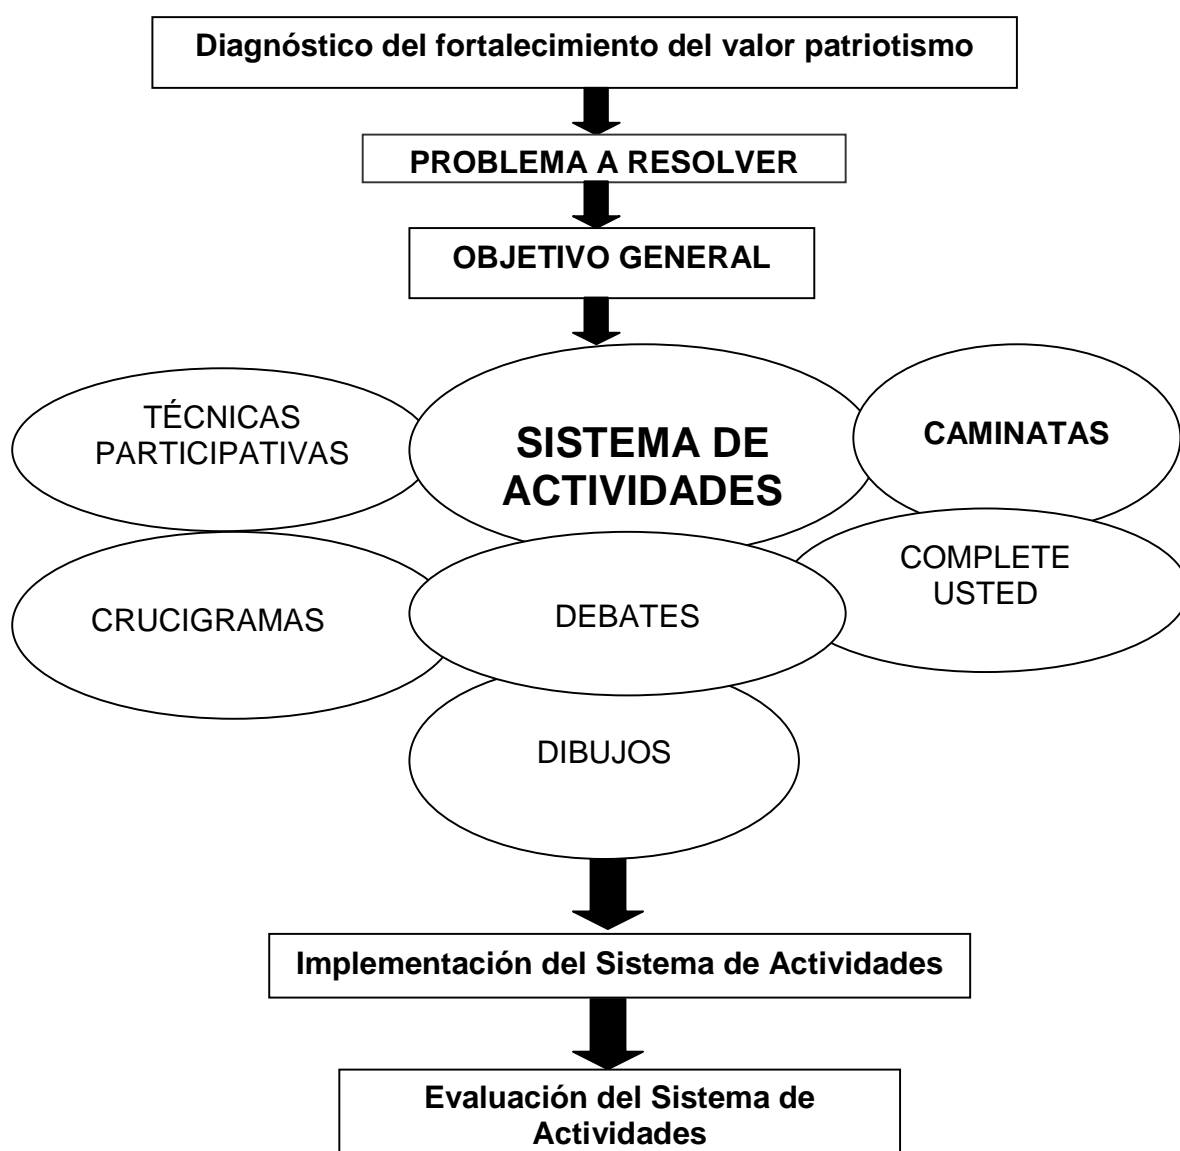 Diagnóstico del fortalecimiento del valor patriotismo
PROBLEMA A RESOLVER
OBJETIVO GENERAL
TÉCNICAS
PARTICIPATIVAS
SISTEMA DE
ACTIVIDADES
CAMINATAS
CRUCIGRAMAS
DEBATES
COMPLETE
USTED
DIBUJOS
Implementación del Sistema de Actividades
Evaluación del Sistema de
Actividades